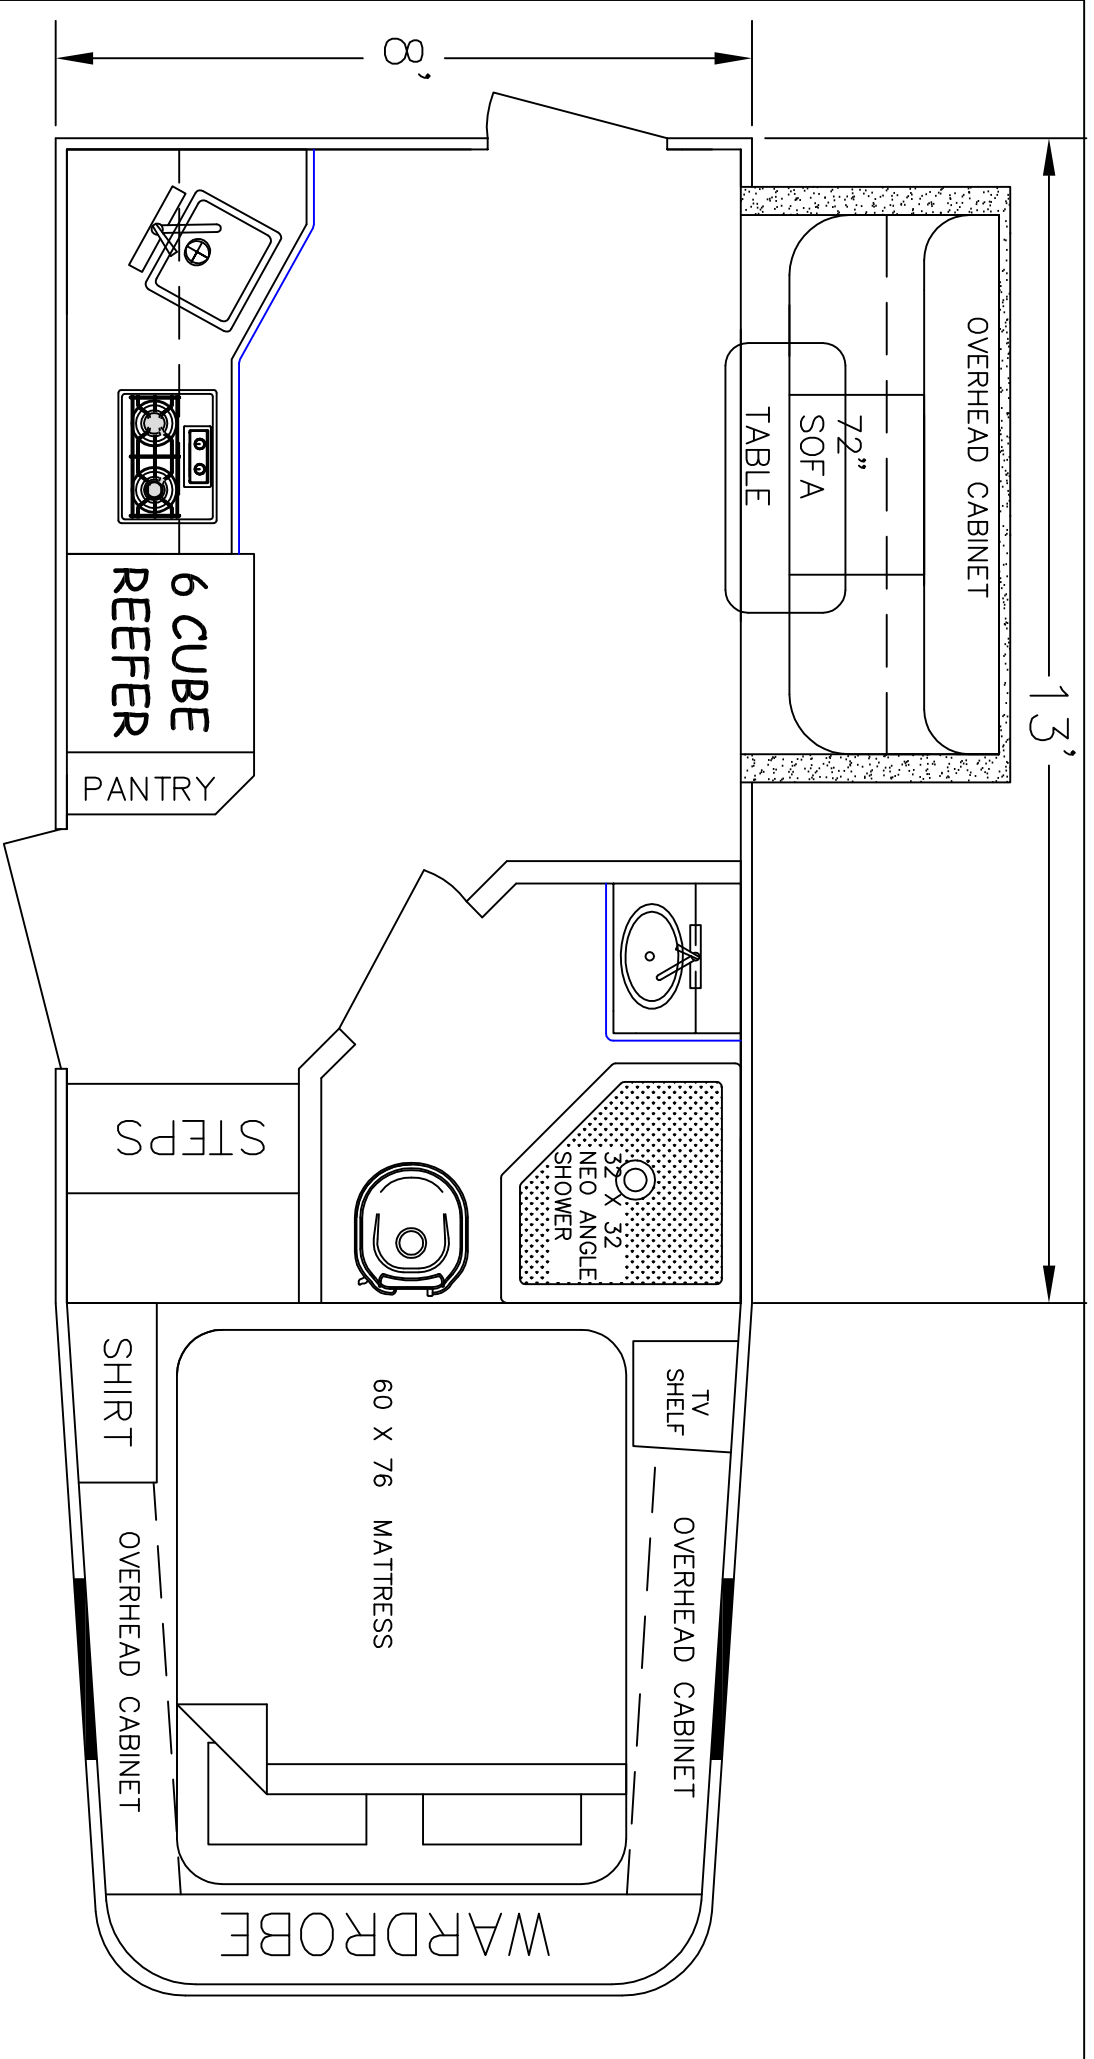 8'
13'
OVERHEAD CABINET
72"
SOFA
TABLE
6 CUBE
REEFER
PANTRY
STEPS
32 X 32
NEO ANGLE
SHOWER
SHIRT
TV
SHELF
60 X 76 MATTRESS
OVERHEAD CABINET
OVERHEAD CABINET
WARDROBE